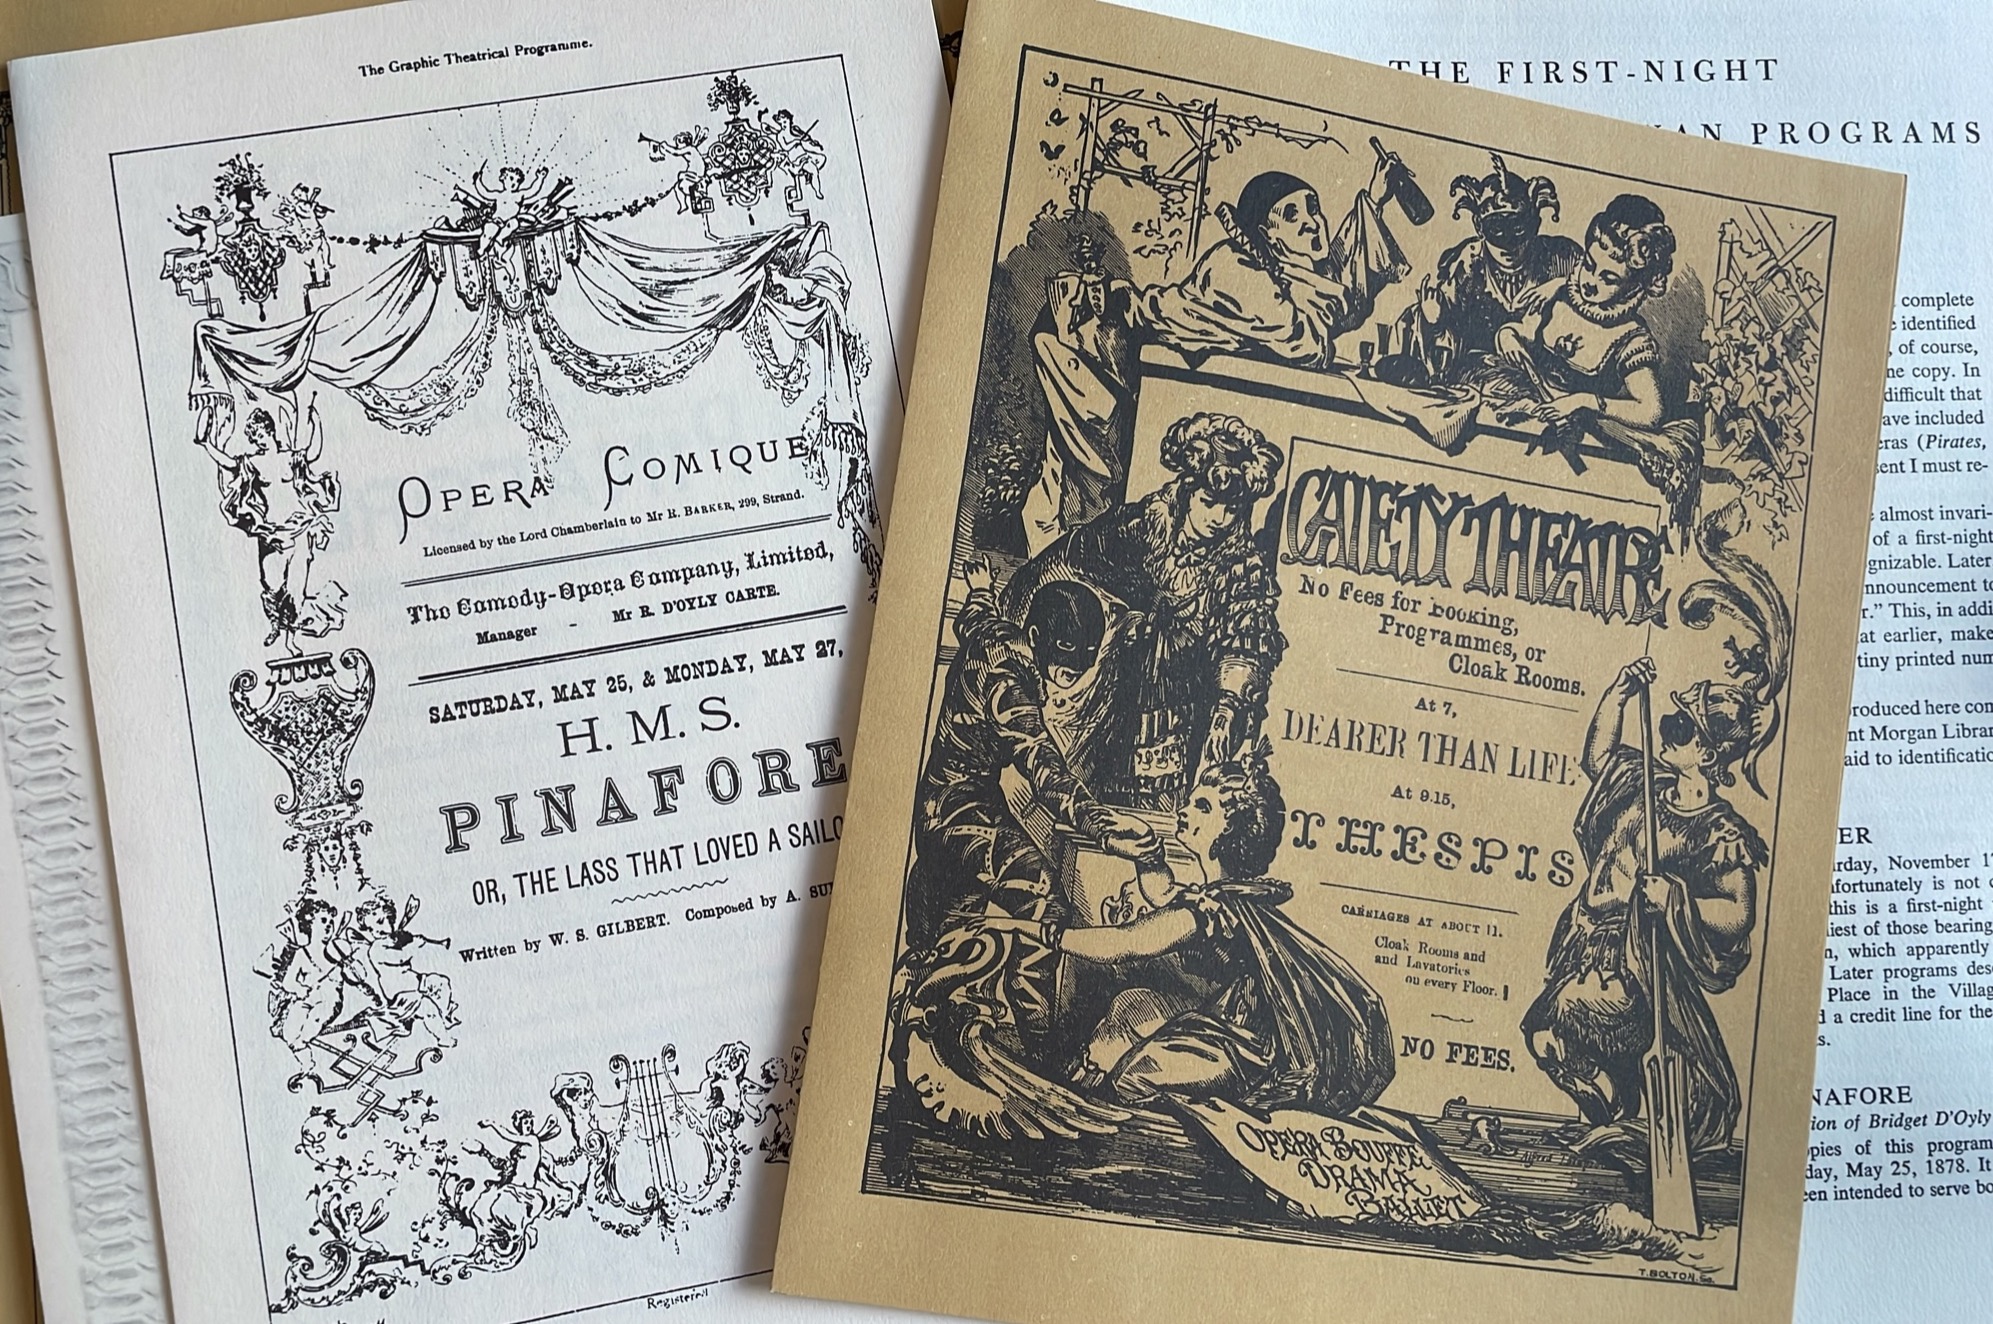 The Graphic Theatrical Programme.
OPERA COMIQUE
Licensed by the Lord Chamberlain to Mr R. BARKER, 299, Strand.
The Comedy-Opera Company, Limited,
Manager - Mr R. D'OYLY CARTE.
SATURDAY, MAY 25, & MONDAY, MAY 27,
H. M. S.
PINAFORE
OR, THE LASS THAT LOVED A SAILO
Written by W. S. GILBERT. Composed by A. SU
Registered
GAIETY THEATRE
No Fees for Booking,
Programmes, or
Cloak Rooms.
At 7,
DEARER THAN LIFE
At 9.15,
THESPIS
CARRIAGES AT ABOUT 11.
Cloak Rooms and
and Lavatories
on every Floor.
NO FEES.
OPERA BOUFFE
DRAMA
BALLET
T. BOLTON. Sc.
THE FIRST-NIGHT
AN PROGRAMS
complete
identified
, of course,
ne copy. In
difficult that
ave included
eras (Pirates,
ent I must re-
almost invari-
of a first-night
gnizable. Later
nnouncement to
r." This, in addi
at earlier, make
tiny printed num
roduced here com
nt Morgan Librar
aid to identificatio
ER
rday, November 1
fortunately is not
this is a first-night
iest of those bearing
n, which apparently
Later programs des
Place in the Villag
a credit line for the
s.
NAFORE
ion of Bridget D'Oyly
pies of this program
day, May 25, 1878. It
en intended to serve bo